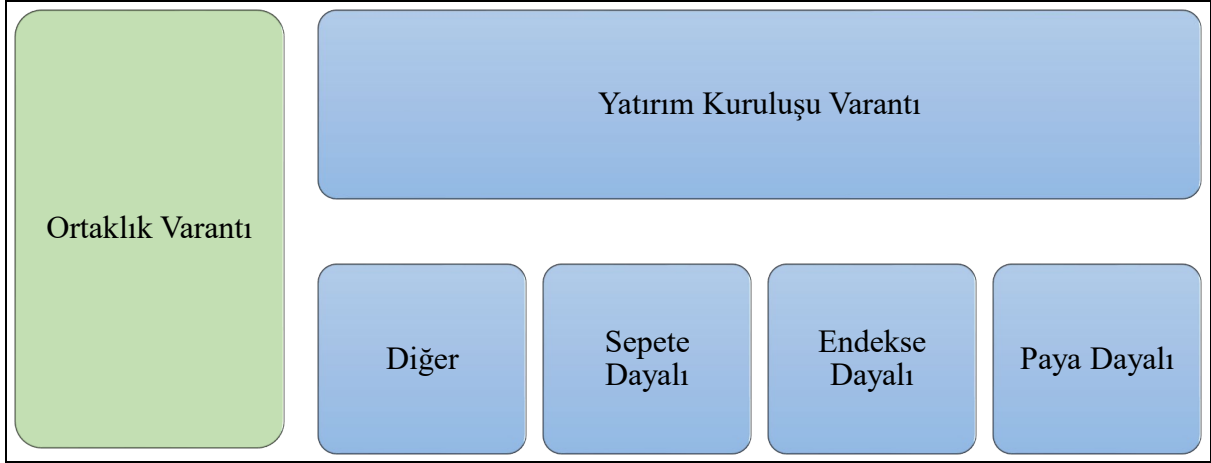 Ortaklık Varantı
Yatırım Kuruluşu Varantı
Diğer
Sepete
Dayalı
Endekse
Dayalı
Paya Dayalı